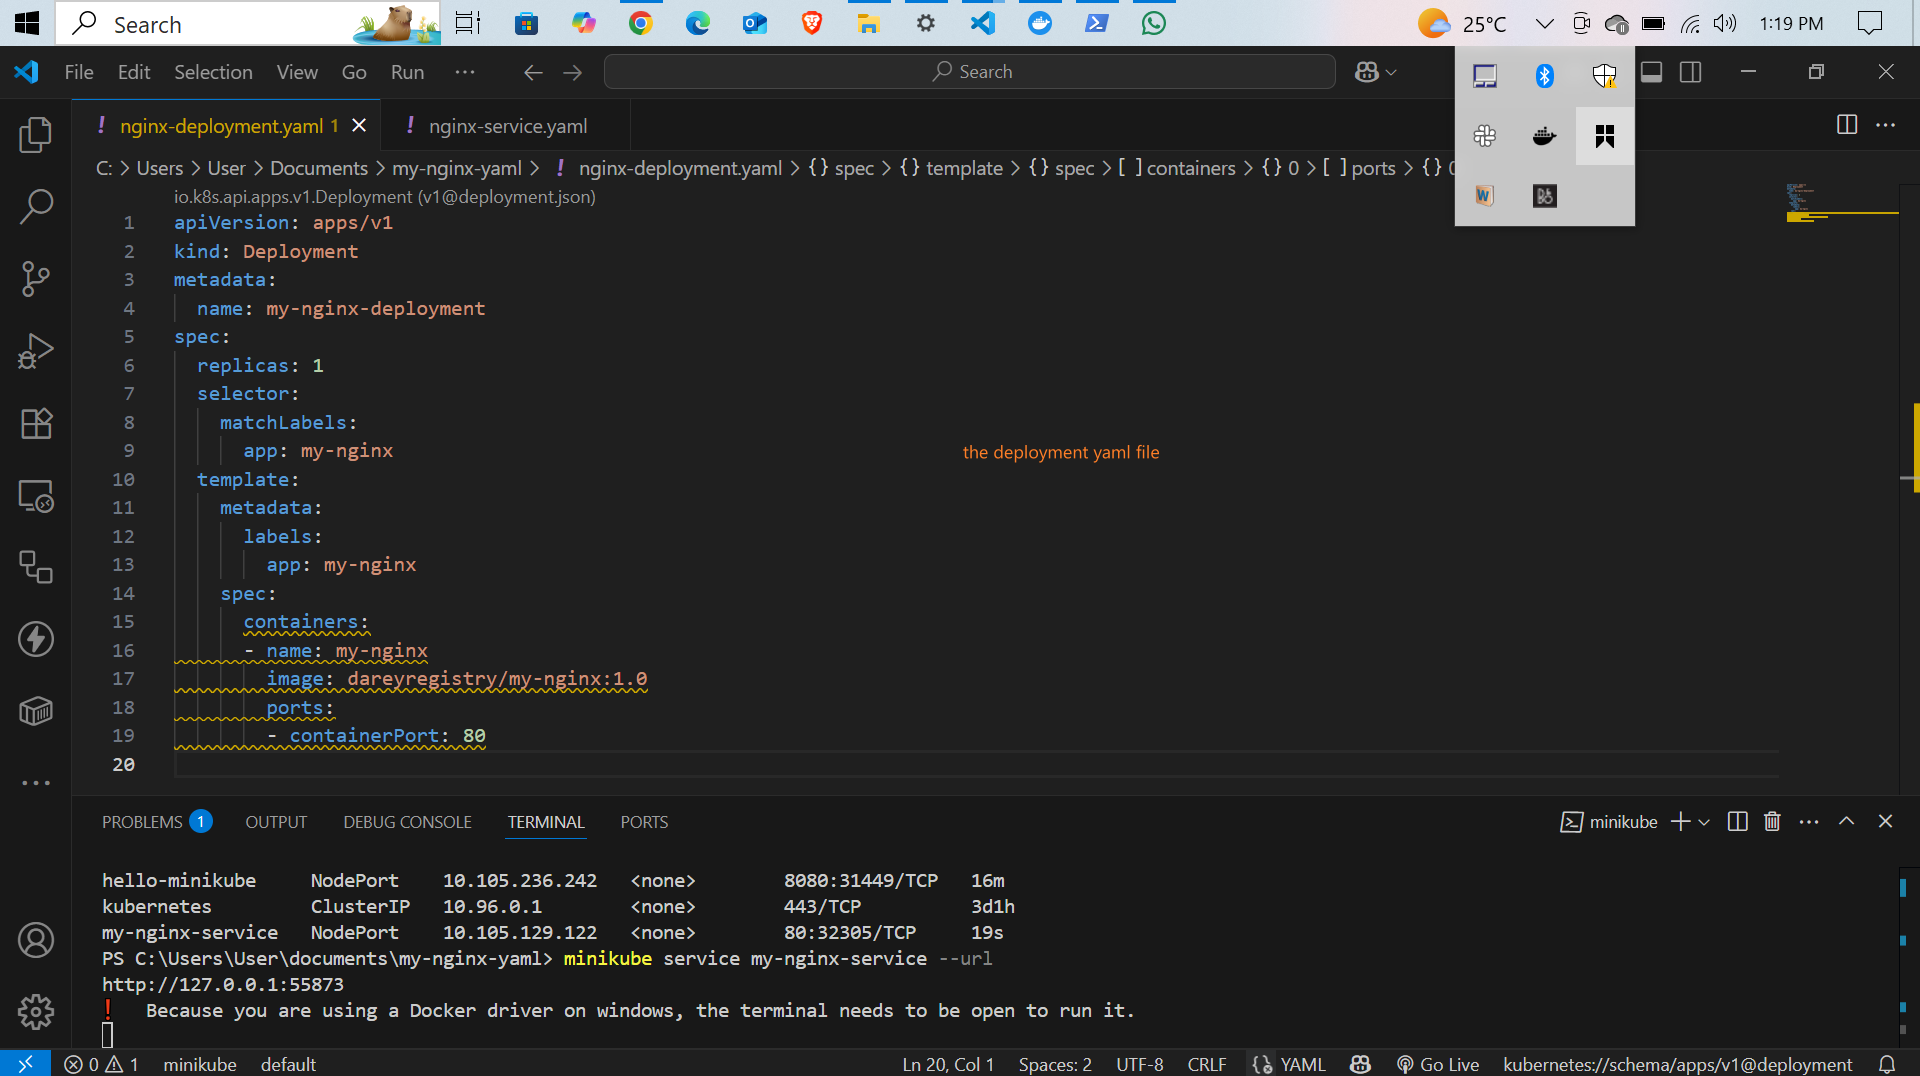 Search
25°C
1:19 PM
File Edit Selection View Go Run ···
Search
! nginx-deployment.yaml 1
! nginx-service.yaml
C: > Users > User > Documents > my-nginx-yaml > ! nginx-deployment.yaml > {} spec > {} template > {} spec > [ ] containers > {} 0 > [ ] ports > {} 0
io.k8s.api.apps.v1.Deployment (v1@deployment.json)
1 apiVersion: apps/v1
2 kind: Deployment
3 metadata:
4   name: my-nginx-deployment
5 spec:
6   replicas: 1
7   selector:
8     matchLabels:
9       app: my-nginx
the deployment yaml file
10   template:
11     metadata:
12       labels:
13         app: my-nginx
14     spec:
15       containers:
16       - name: my-nginx
17         image: dareyregistry/my-nginx:1.0
18         ports:
19         - containerPort: 80
20
PROBLEMS 1 OUTPUT DEBUG CONSOLE TERMINAL PORTS
minikube
hello-minikube NodePort 10.105.236.242 <none> 8080:31449/TCP 16m
kubernetes ClusterIP 10.96.0.1 <none> 443/TCP 3d1h
my-nginx-service NodePort 10.105.129.122 <none> 80:32305/TCP 19s
PS C:\Users\User\documents\my-nginx-yaml> minikube service my-nginx-service --url
http://127.0.0.1:55873
! Because you are using a Docker driver on windows, the terminal needs to be open to run it.
0 1 minikube default
Ln 20, Col 1 Spaces: 2 UTF-8 CRLF YAML Go Live kubernetes://schema/apps/v1@deployment